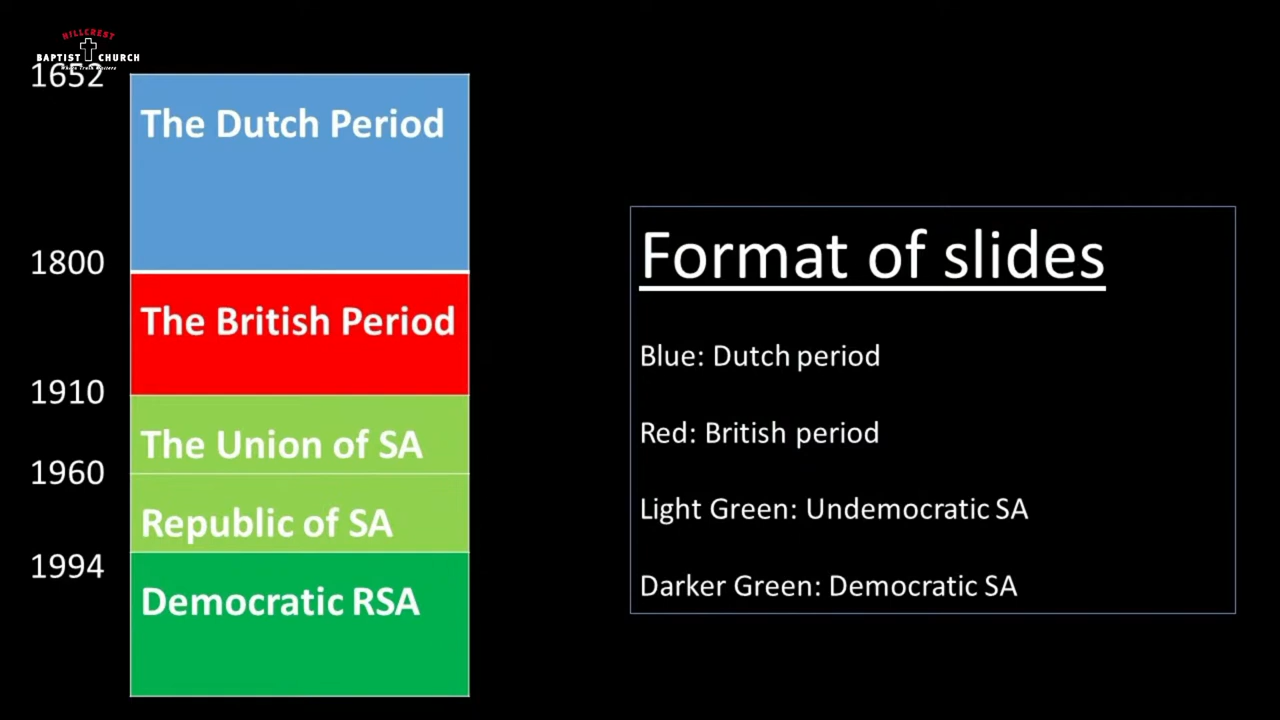 HILLCREST
BAPTIST CHURCH
1652
The Dutch Period
1800
The British Period
1910
The Union of SA
1960
Republic of SA
1994
Democratic RSA
Format of slides
Blue: Dutch period
Red: British period
Light Green: Undemocratic SA
Darker Green: Democratic SA